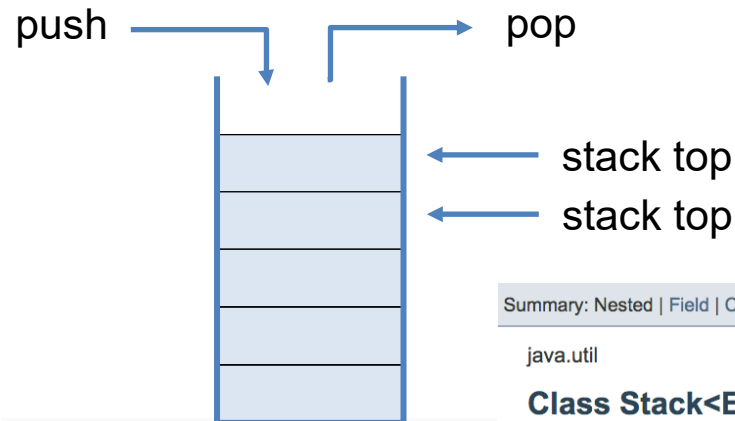 push
pop
stack top
stack top
Summary: Nested | Field |
java.util
Class Stack<E